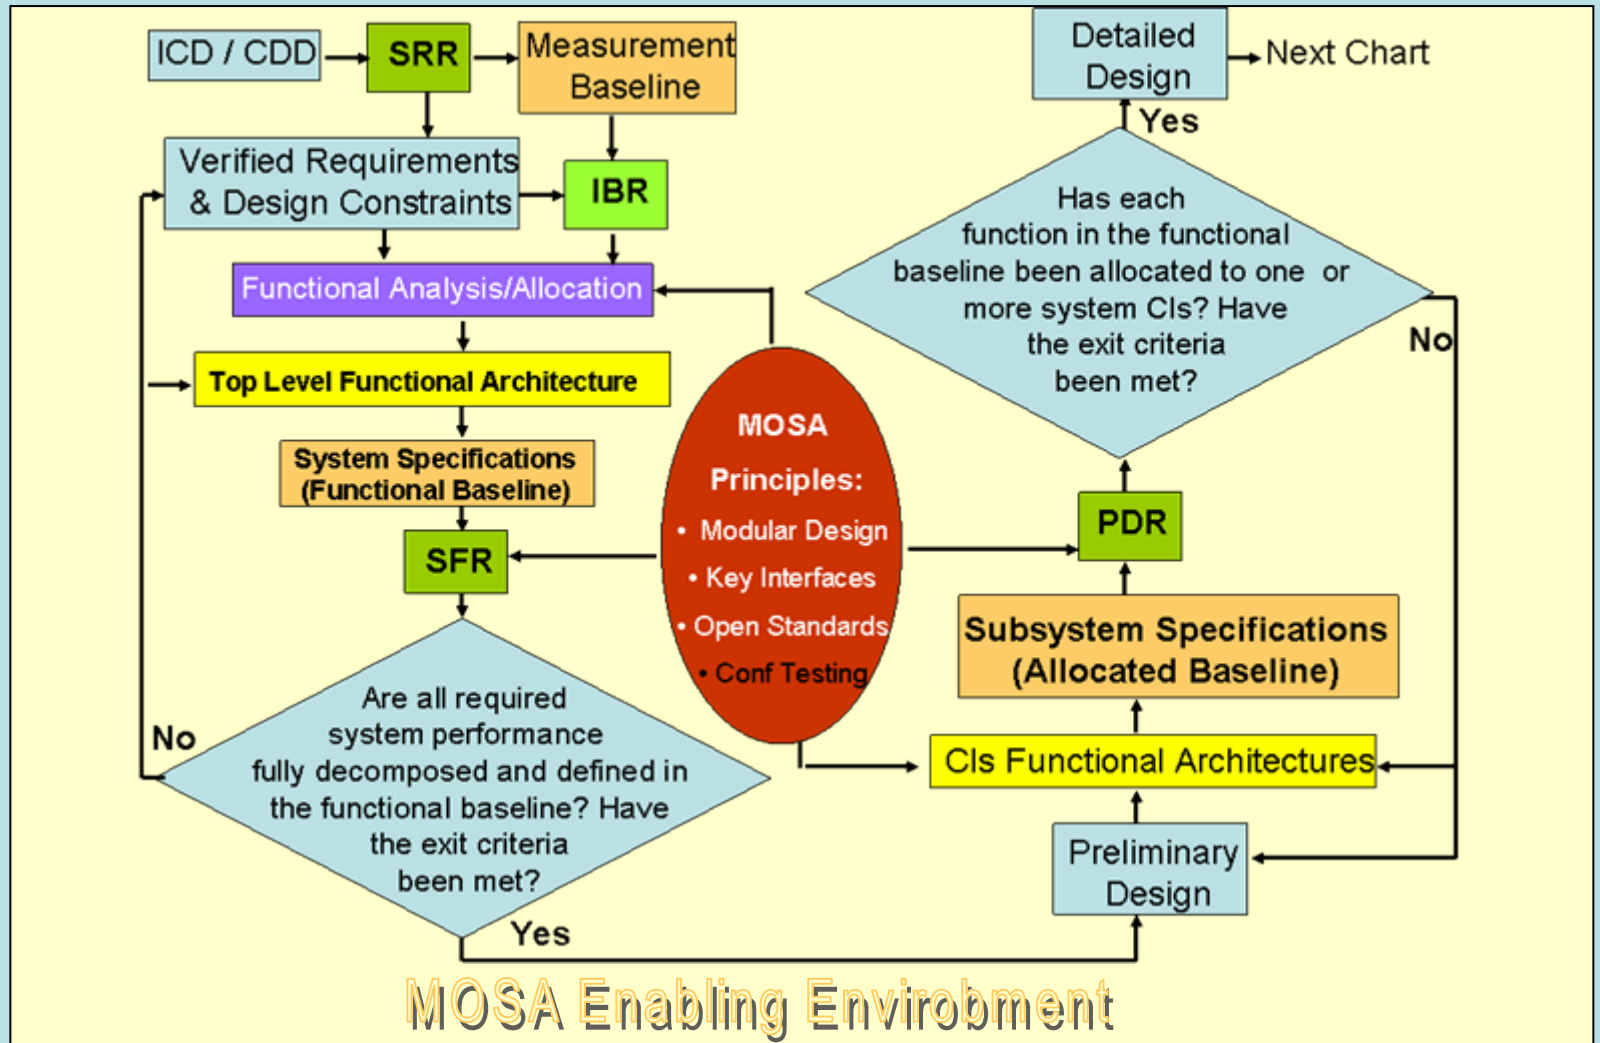 ICD / CDD
SRR
Measurement
Baseline
Verified Requirements
& Design Constraints
IBR
Functional Analysis/Allocation
Top Level Functional Architecture
System Specifications
(Functional Baseline)
SFR
Are all required
system performance
fully decomposed and defined in
the functional baseline? Have
the exit criteria
been met?
No
Yes
MOSA
Principles:
• Modular Design
• Key Interfaces
• Open Standards
• Conf Testing
Detailed
Design
Next Chart
Yes
Has each
function in the functional
baseline been allocated to one or
more system CIs? Have
the exit criteria
been met?
No
PDR
Subsystem Specifications
(Allocated Baseline)
CIs Functional Architectures
Preliminary
Design
MOSA Enabling Envirobment